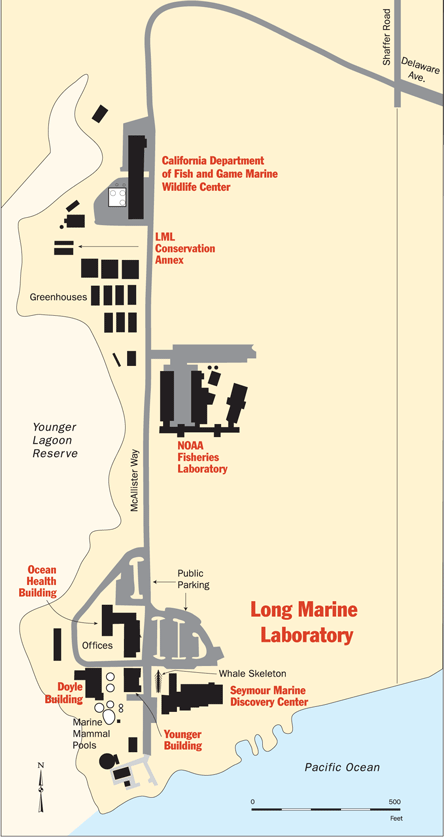 Shaffer Road
Delaware
Ave.
California Department
of Fish and Game Marine
Wildlife Center
LML
Conservation
Annex
Greenhouses
NOAA
Fisheries
Laboratory
Younger
Lagoon
Reserve
McAllister Way
Ocean
Health
Building
Public
Parking
Long Marine
Laboratory
Offices
Whale Skeleton
Doyle
Building
Seymour Marine
Discovery Center
Marine
Mammal
Pools
Younger
Building
N
Pacific Ocean
0 500
Feet